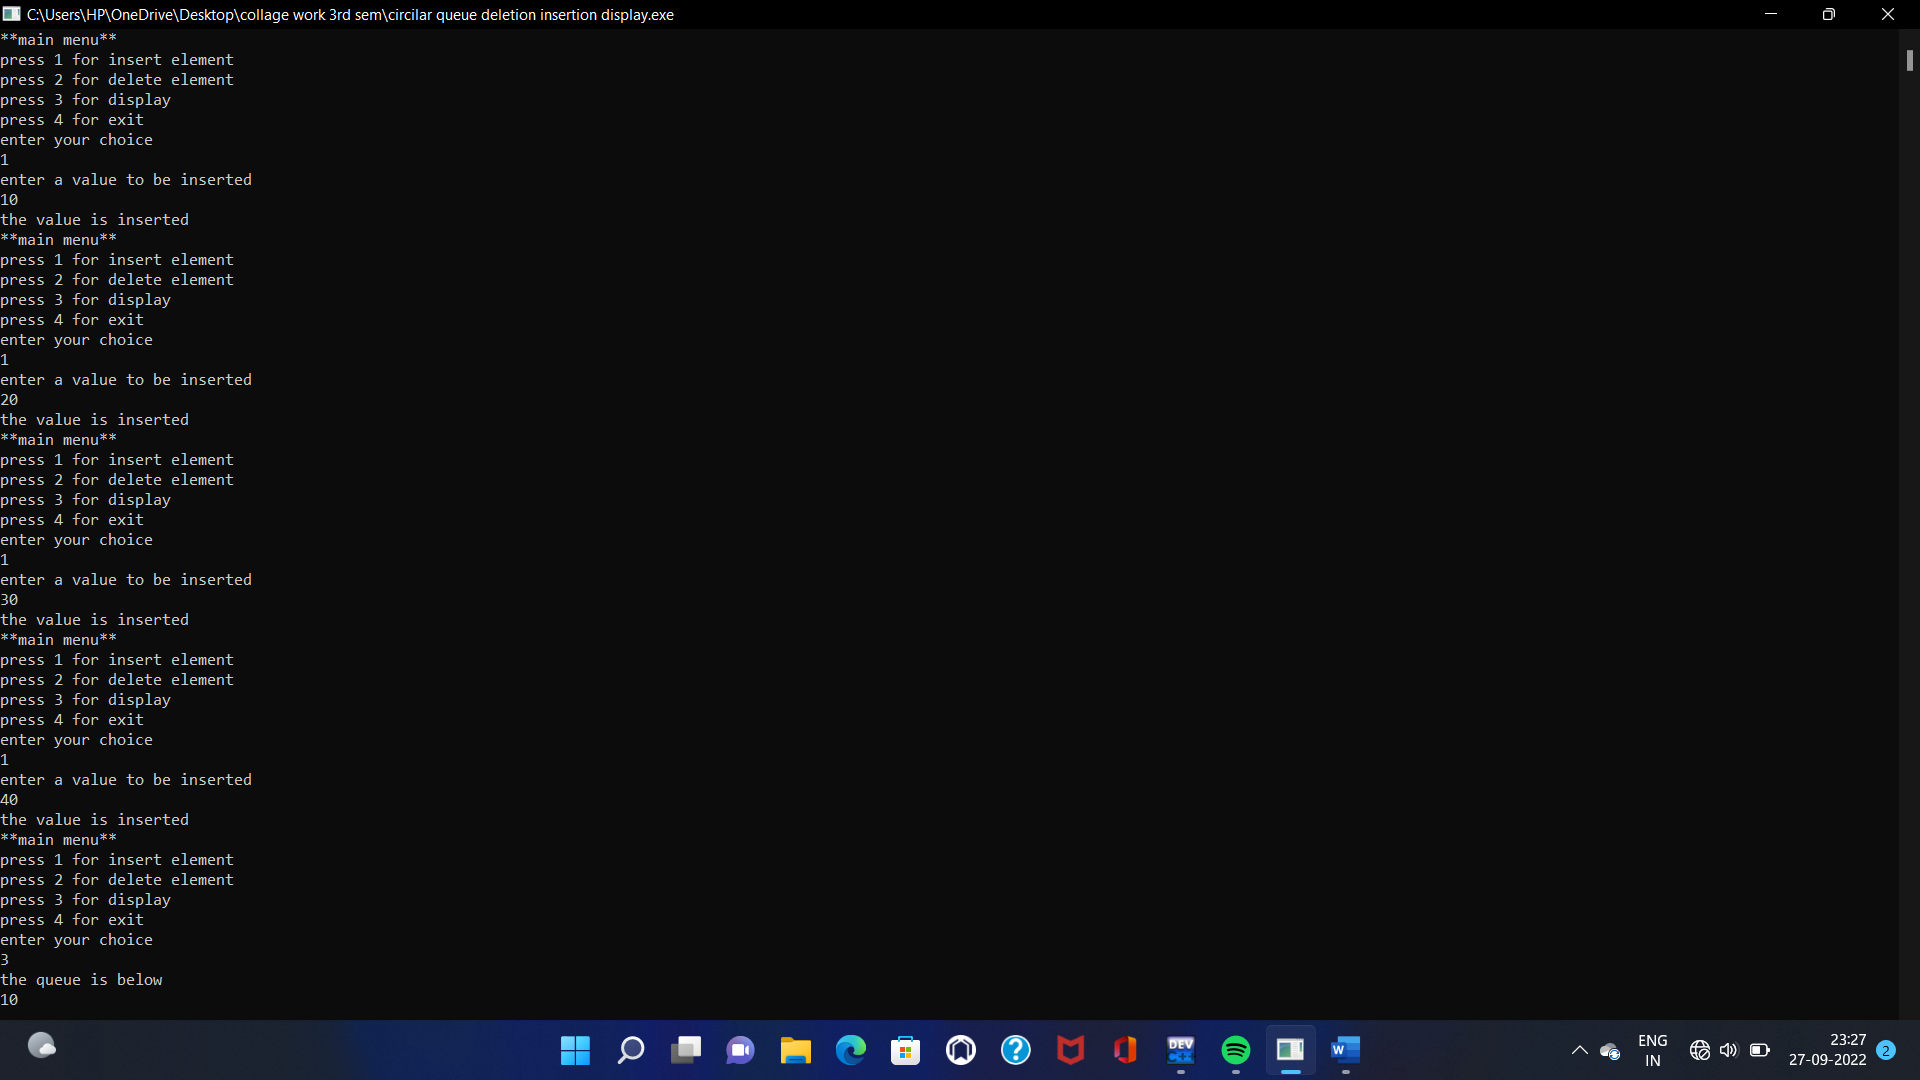 C:\Users\HP\OneDrive\Desktop\collage work 3rd sem\circilar queue deletion insertion display.exe
**main menu**
press 1 for insert element
press 2 for delete element
press 3 for display
press 4 for exit
enter your choice
1
enter a value to be inserted
10
the value is inserted
**main menu**
press 1 for insert element
press 2 for delete element
press 3 for display
press 4 for exit
enter your choice
1
enter a value to be inserted
20
the value is inserted
**main menu**
press 1 for insert element
press 2 for delete element
press 3 for display
press 4 for exit
enter your choice
1
enter a value to be inserted
30
the value is inserted
**main menu**
press 1 for insert element
press 2 for delete element
press 3 for display
press 4 for exit
enter your choice
1
enter a value to be inserted
40
the value is inserted
**main menu**
press 1 for insert element
press 2 for delete element
press 3 for display
press 4 for exit
enter your choice
3
the queue is below
10
DEV
C++
W
ENG
IN
23:27
27-09-2022
2